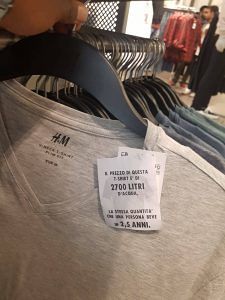 H&M
IL PREZZO DI QUESTA
T-SHIRT E' DI
2700 LITRI
D'ACQUA,
LA STESSA QUANTITA'
CHE UNA PERSONA BEVE
IN 2,5 ANNI.